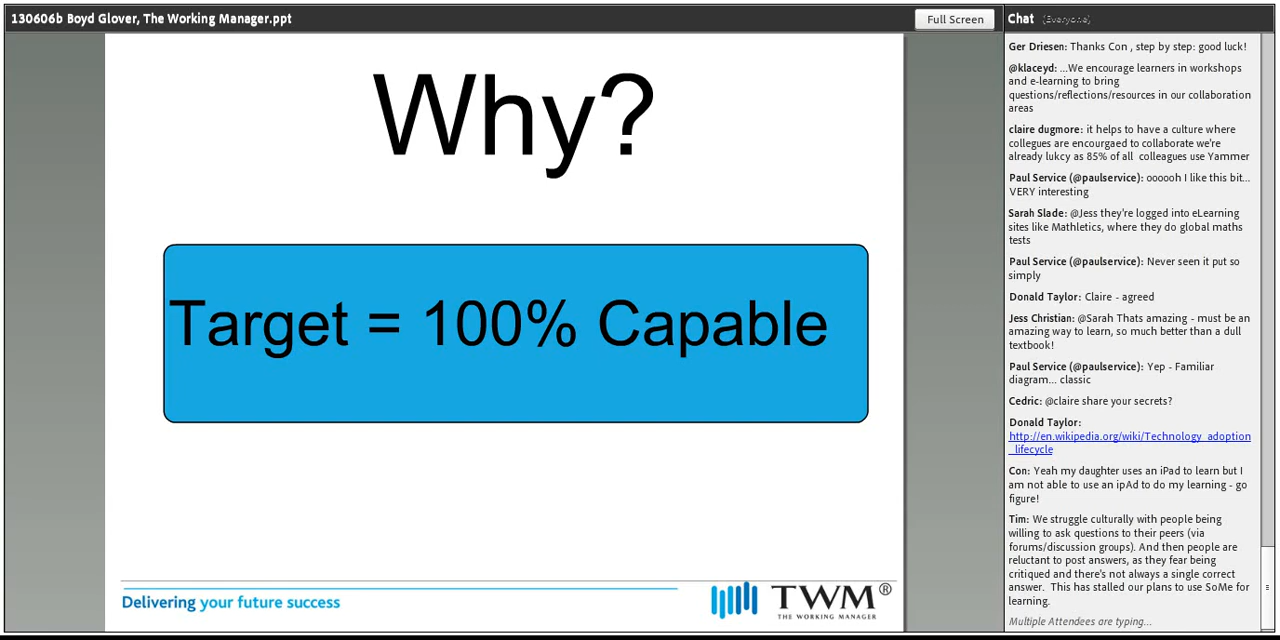 130606b Boyd Glover, The Working Manager.ppt
Full Screen
Why?
Target = 100% Capable
Delivering your future success
TWM®
THE WORKING MANAGER
Chat (Everyone)
Ger Driesen: Thanks Con , step by step: good luck!
@klaceyd: ...We encourage learners in workshops
and e-learning to bring
questions/reflections/resources in our collaboration
areas
claire dugmore: it helps to have a culture where
collegues are encourgaed to collaborate we're
already lukcy as 85% of all colleagues use Yammer
Paul Service (@paulservice): oooooh I like this bit...
VERY interesting
Sarah Slade: @Jess they're logged into eLearning
sites like Mathletics, where they do global maths
tests
Paul Service (@paulservice): Never seen it put so
simply
Donald Taylor: Claire - agreed
Jess Christian: @Sarah Thats amazing - must be an
amazing way to learn, so much better than a dull
textbook!
Paul Service (@paulservice): Yep - Familiar
diagram... classic
Cedric: @claire share your secrets?
Donald Taylor:
http://en.wikipedia.org/wiki/Technology_adoption
_lifecycle
Con: Yeah my daughter uses an iPad to learn but I
am not able to use an ipAd to do my learning - go
figure!
Tim: We struggle culturally with people being
willing to ask questions to their peers (via
forums/discussion groups). And then people are
reluctant to post answers, as they fear being
critiqued and there's not always a single correct
answer. This has stalled our plans to use SoMe for
learning.
Multiple Attendees are typing...